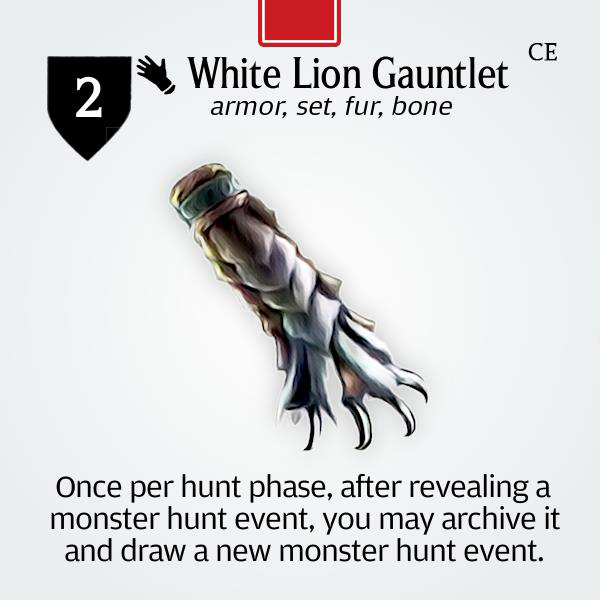 CE
2
White Lion Gauntlet
armor, set, fur, bone
Once per hunt phase, after revealing a
monster hunt event, you may archive it
and draw a new monster hunt event.